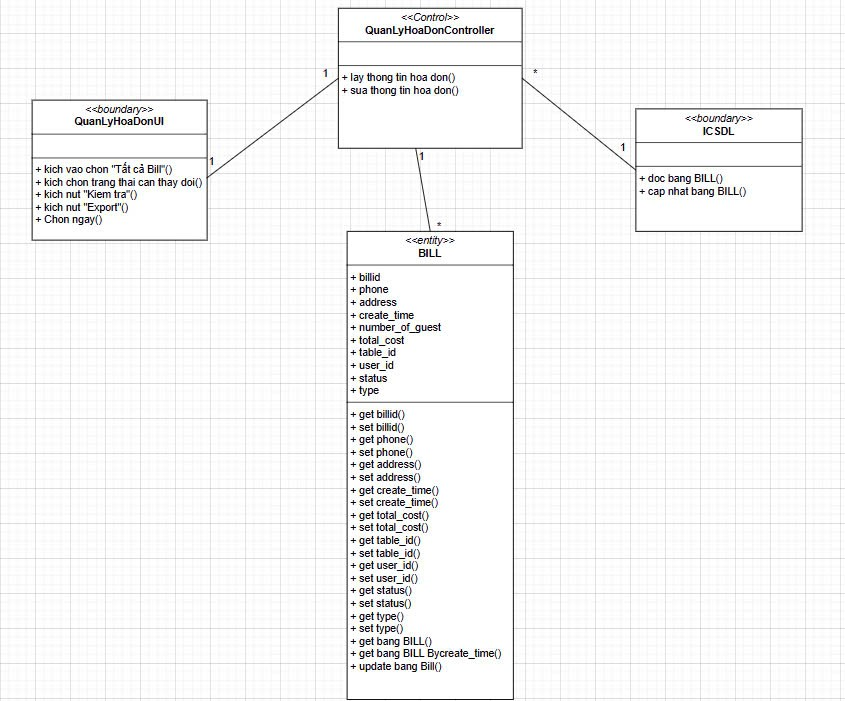 <<Control>>
QuanLyHoaDonController
+ lay thong tin hoa don()
+ sua thong tin hoa don()
1
*
<<boundary>>
QuanLyHoaDonUI
+ kich vao chon "Tất cả Bill"()
+ kich chon trang thai can thay doi()
+ kich nut "Kiem tra"()
+ kich nut "Export"()
+ Chon ngay()
1
1
1
<<boundary>>
ICSDL
+ doc bang BILL()
+ cap nhat bang BILL()
*
<<entity>>
BILL
+ billid
+ phone
+ address
+ create_time
+ number_of_guest
+ total_cost
+ table_id
+ user_id
+ status
+ type
+ get billid()
+ set billid()
+ get phone()
+ set phone()
+ get address()
+ set address()
+ get create_time()
+ set create_time()
+ get total_cost()
+ set total_cost()
+ get table_id()
+ set table_id()
+ get user_id()
+ set user_id()
+ get status()
+ set status()
+ get type()
+ set type()
+ get bang BILL()
+ get bang BILL Bycreate_time()
+ update bang Bill()